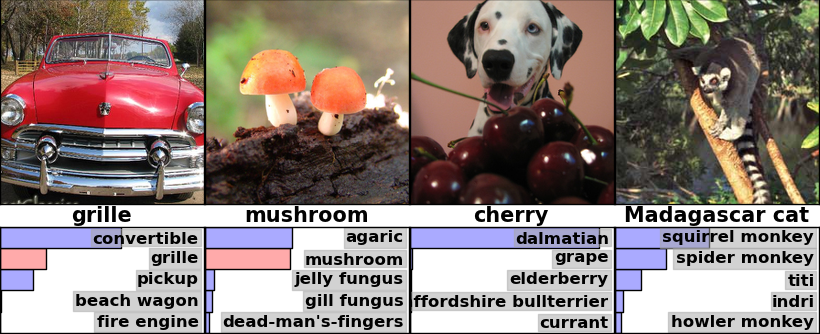 grille
convertible
grille
pickup
beach wagon
fire engine
mushroom
agaric
mushroom
jelly fungus
gill fungus
dead-man's-fingers
cherry
dalmatian
grape
elderberry
ffordshire bullterrier
currant
Madagascar cat
squirrel monkey
spider monkey
titi
indri
howler monkey